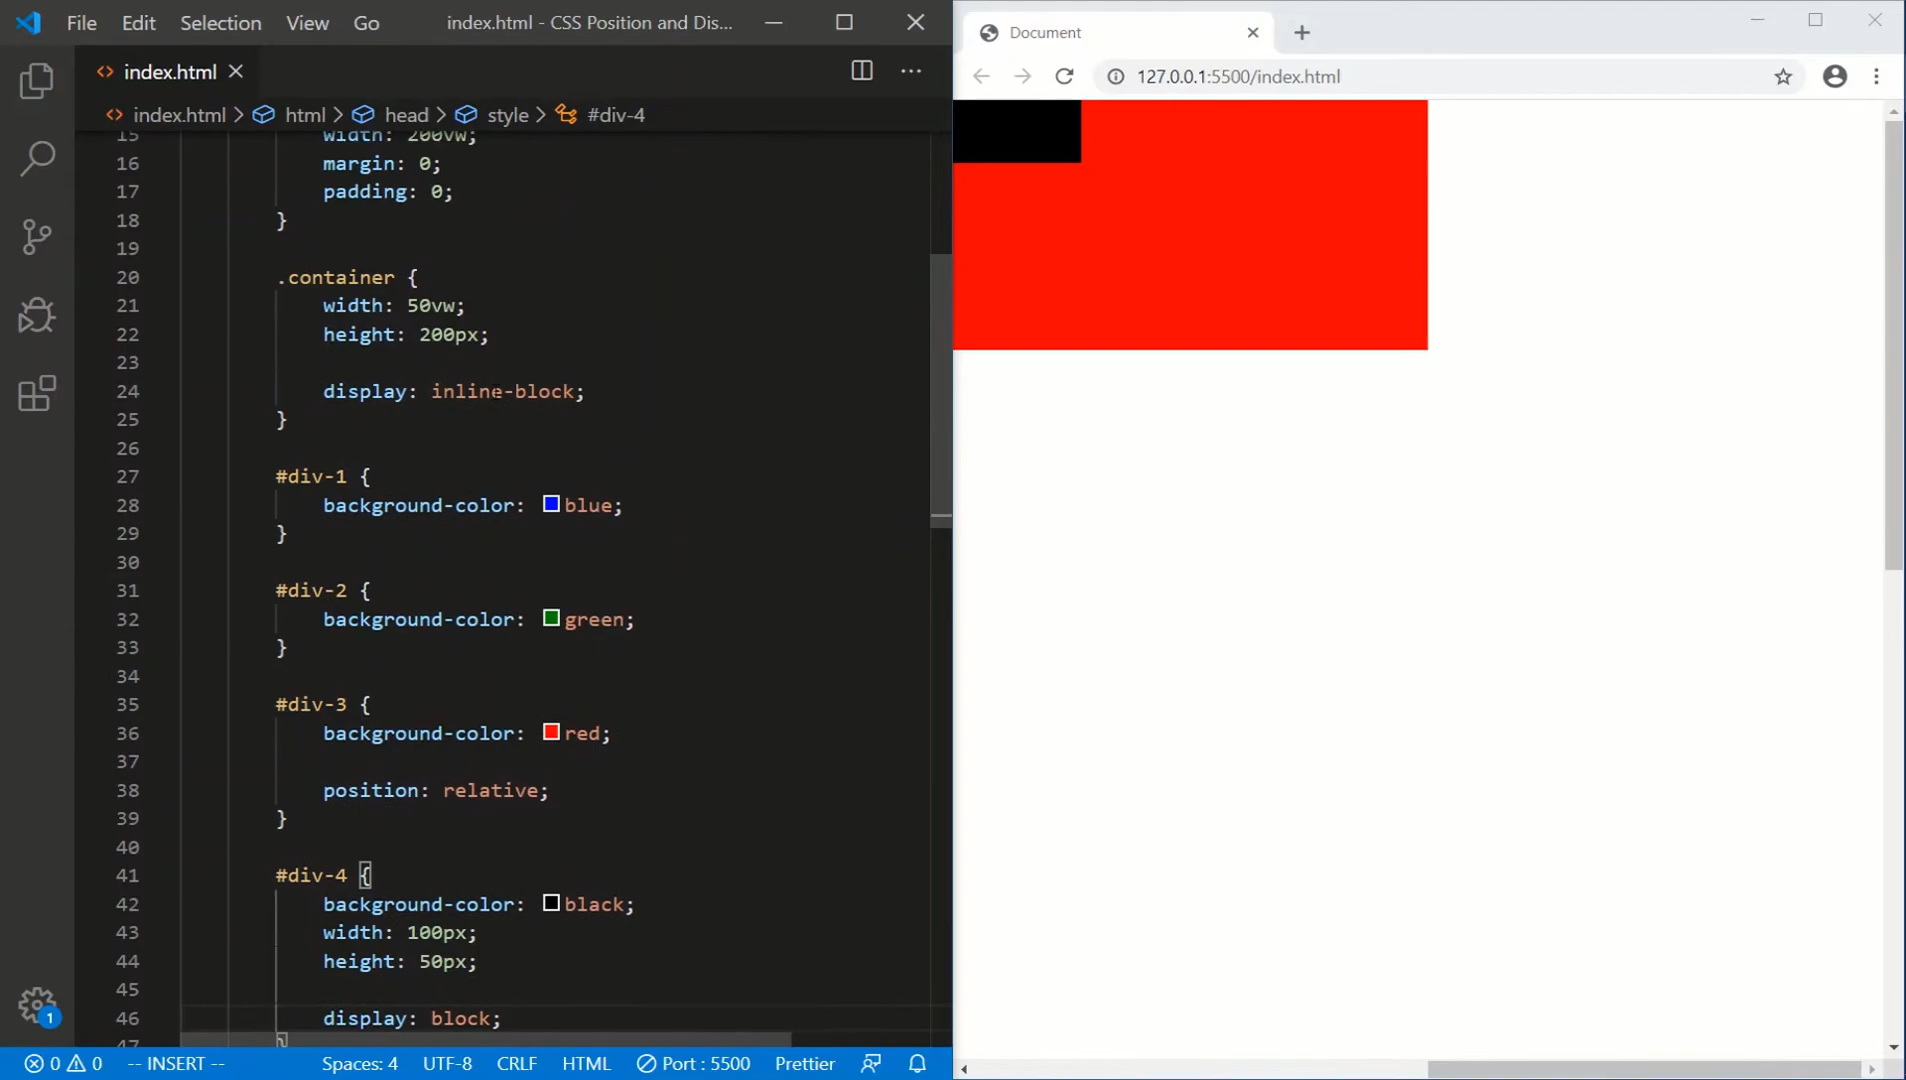 File Edit Selection View Go index.html - CSS Position and Dis...
index.html
index.html > html > head > style > #div-4
15 width: 200vw;
16 margin: 0;
17 padding: 0;
18 }
19
20 .container {
21 width: 50vw;
22 height: 200px;
23
24 display: inline-block;
25 }
26
27 #div-1 {
28 background-color: blue;
29 }
30
31 #div-2 {
32 background-color: green;
33 }
34
35 #div-3 {
36 background-color: red;
37
38 position: relative;
39 }
40
41 #div-4 {
42 background-color: black;
43 width: 100px;
44 height: 50px;
45
46 display: block;
47 }
1
0 0 -- INSERT -- Spaces: 4 UTF-8 CRLF HTML Port : 5500 Prettier
Document
127.0.0.1:5500/index.html